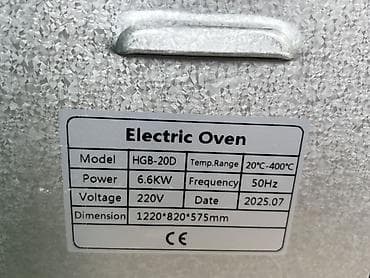 Electric Oven
Model HGB-20D Temp.Range 20℃-400℃
Power 6.6KW Frequency 50Hz
Voltage 220V Date 2025.07
Dimension 1220*820*575mm
CE